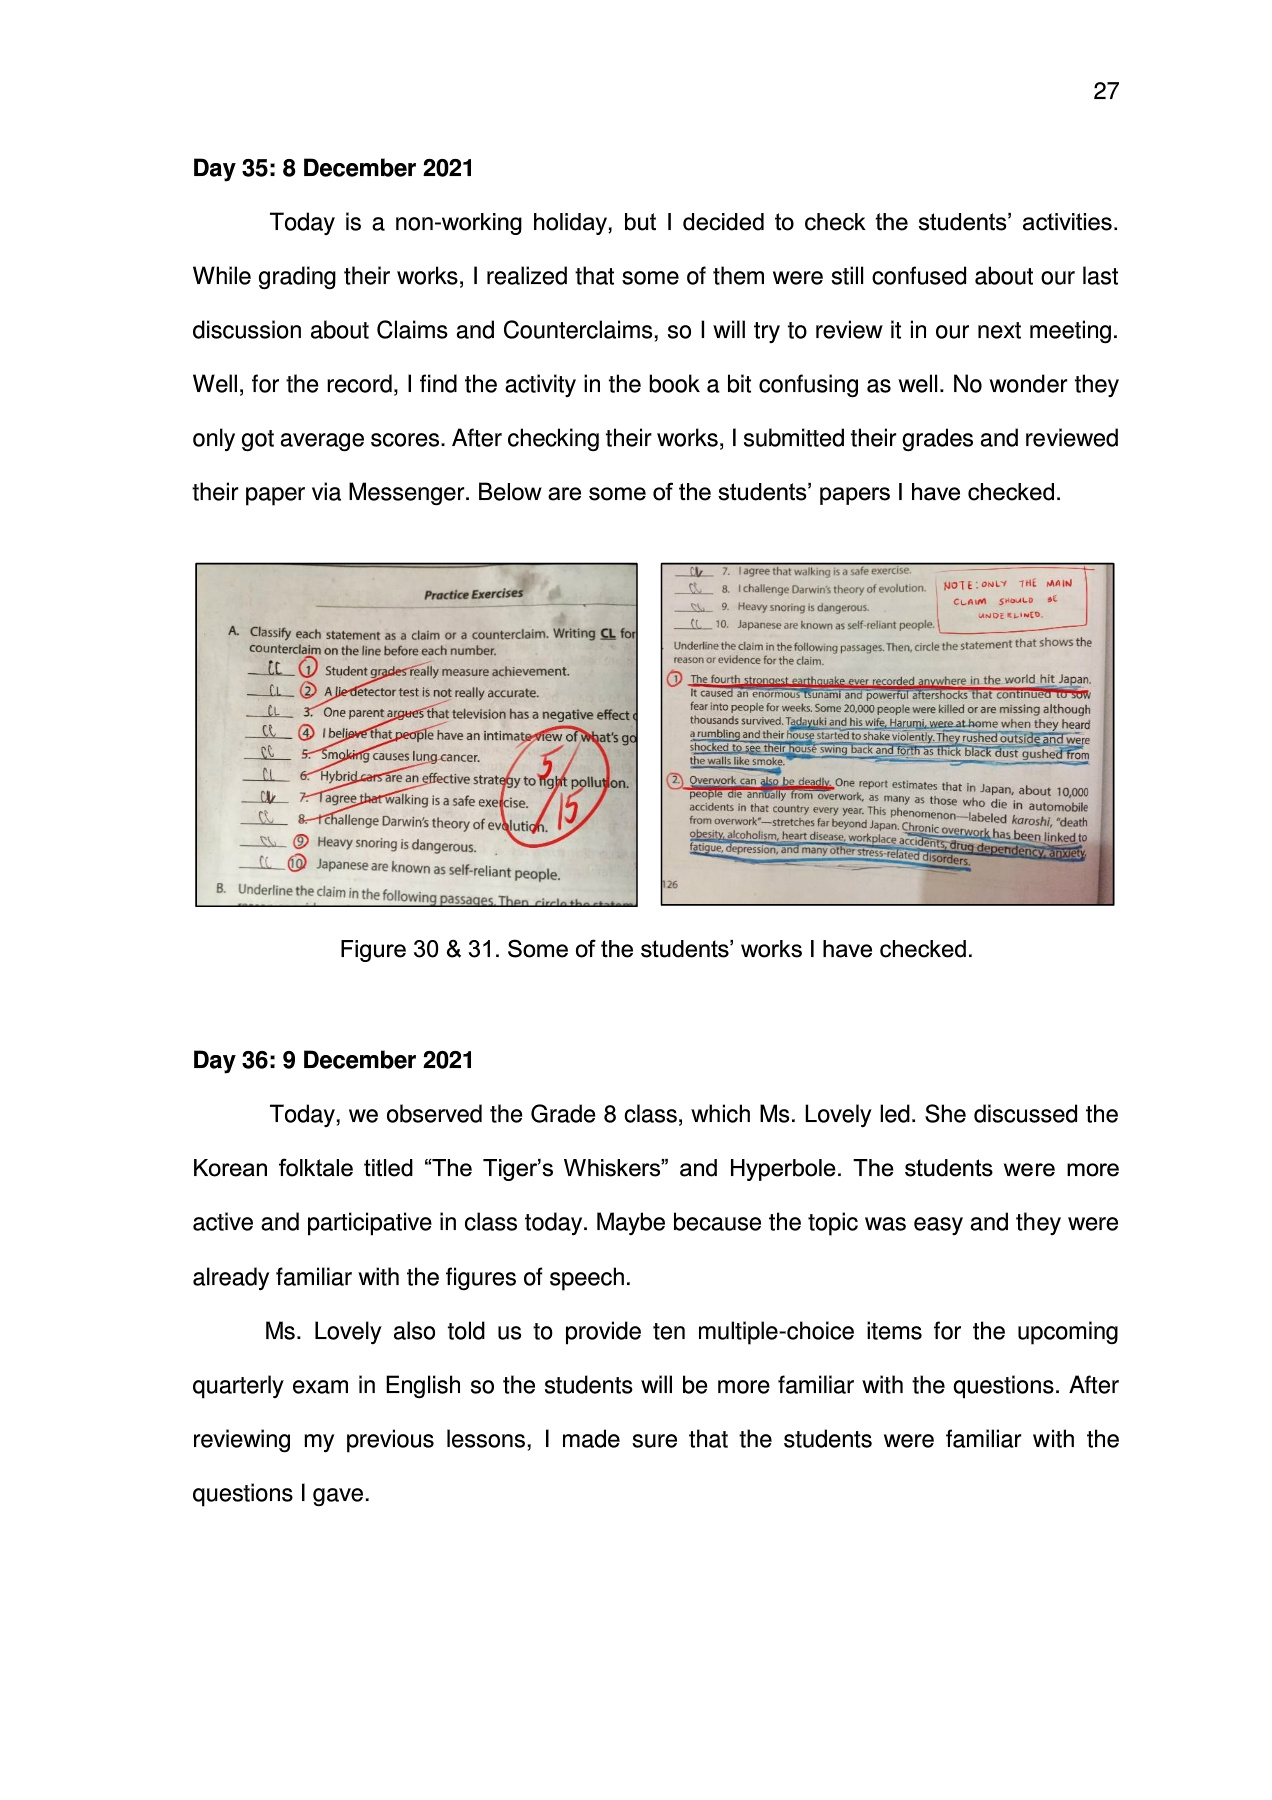 27
Day 35: 8 December 2021
Today is a non-working holiday, but I decided to check the students’ activities.
While grading their works, I realized that some of them were still confused about our last
discussion about Claims and Counterclaims, so I will try to review it in our next meeting.
Well, for the record, I find the activity in the book a bit confusing as well. No wonder they
only got average scores. After checking their works, I submitted their grades and reviewed
their paper via Messenger. Below are some of the students’ papers I have checked.
Practice Exercises
A. Classify each statement as a claim or a counterclaim. Writing CL for
counterclaim on the line before each number.
CC 1 Student grades really measure achievement.
CL 2 A lie detector test is not really accurate.
CL 3. One parent argues that television has a negative effect
CC 4 I believe that people have an intimate view of what’s go
CC 5. Smoking causes lung cancer.
CL 6. Hybrid cars are an effective strategy to fight pollution.
7. I agree that walking is a safe exercise.
CC 8. I challenge Darwin’s theory of evolution.
CL 9 Heavy snoring is dangerous.
CC 10 Japanese are known as self-reliant people.
5/15
B. Underline the claim in the following passages. Then, circle the statem
7. I agree that walking is a safe exercise.
CC 8. I challenge Darwin’s theory of evolution.
CL 9. Heavy snoring is dangerous.
CC 10. Japanese are known as self-reliant people.
NOTE: ONLY THE MAIN
CLAIM SHOULD BE
UNDERLINED.
Underline the claim in the following passages. Then, circle the statement that shows the
reason or evidence for the claim.
1 The fourth strongest earthquake ever recorded anywhere in the world hit Japan.
It caused an enormous tsunami and powerful aftershocks that continued to sow
fear into people for weeks. Some 20,000 people were killed or are missing although
thousands survived. Tadayuki and his wife, Harumi, were at home when they heard
a rumbling and their house started to shake violently. They rushed outside and were
shocked to see their house swing back and forth as thick black dust gushed from
the walls like smoke.
2. Overwork can also be deadly. One report estimates that in Japan, about 10,000
people die annually from overwork, as many as those who die in automobile
accidents in that country every year. This phenomenon—labeled karoshi, “death
from overwork”—stretches far beyond Japan. Chronic overwork has been linked to
obesity, alcoholism, heart disease, workplace accidents, drug dependency, anxiety,
fatigue, depression, and many other stress-related disorders.
126
Figure 30 & 31. Some of the students’ works I have checked.
Day 36: 9 December 2021
Today, we observed the Grade 8 class, which Ms. Lovely led. She discussed the
Korean folktale titled “The Tiger’s Whiskers” and Hyperbole. The students were more
active and participative in class today. Maybe because the topic was easy and they were
already familiar with the figures of speech.
Ms. Lovely also told us to provide ten multiple-choice items for the upcoming
quarterly exam in English so the students will be more familiar with the questions. After
reviewing my previous lessons, I made sure that the students were familiar with the
questions I gave.